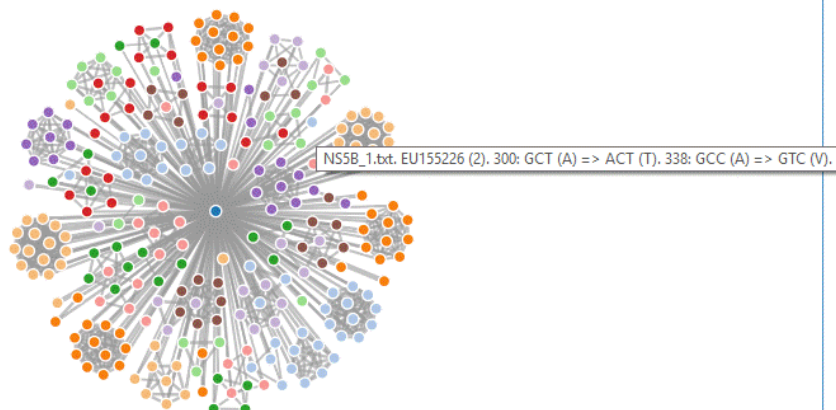 NS5B_1.txt. EU155226 (2). 300: GCT (A) => ACT (T). 338: GCC (A) => GTC (V).